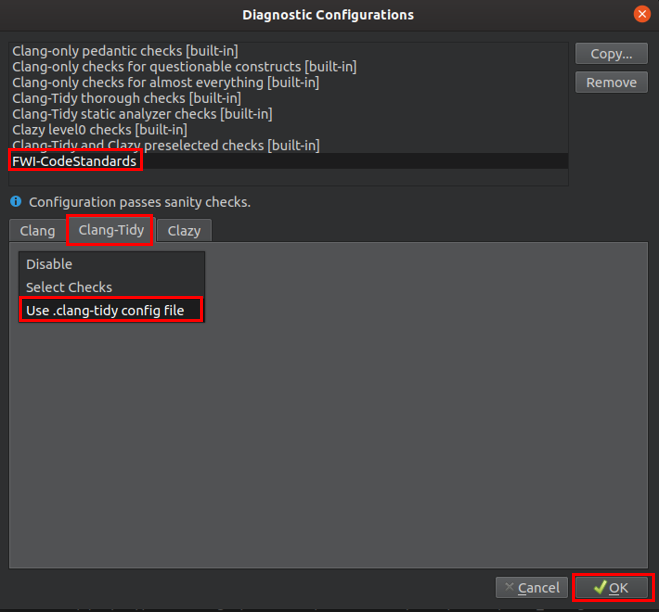 Diagnostic Configurations
Clang-only pedantic checks [built-in]
Clang-only checks for questionable constructs [built-in]
Clang-only checks for almost everything [built-in]
Clang-Tidy thorough checks [built-in]
Clang-Tidy static analyzer checks [built-in]
Clazy level0 checks [built-in]
Clang-Tidy and Clazy preselected checks [built-in]
FWI-CodeStandards
Copy...
Remove
Configuration passes sanity checks.
Clang Clang-Tidy Clazy
Disable
Select Checks
Use .clang-tidy config file
Cancel OK